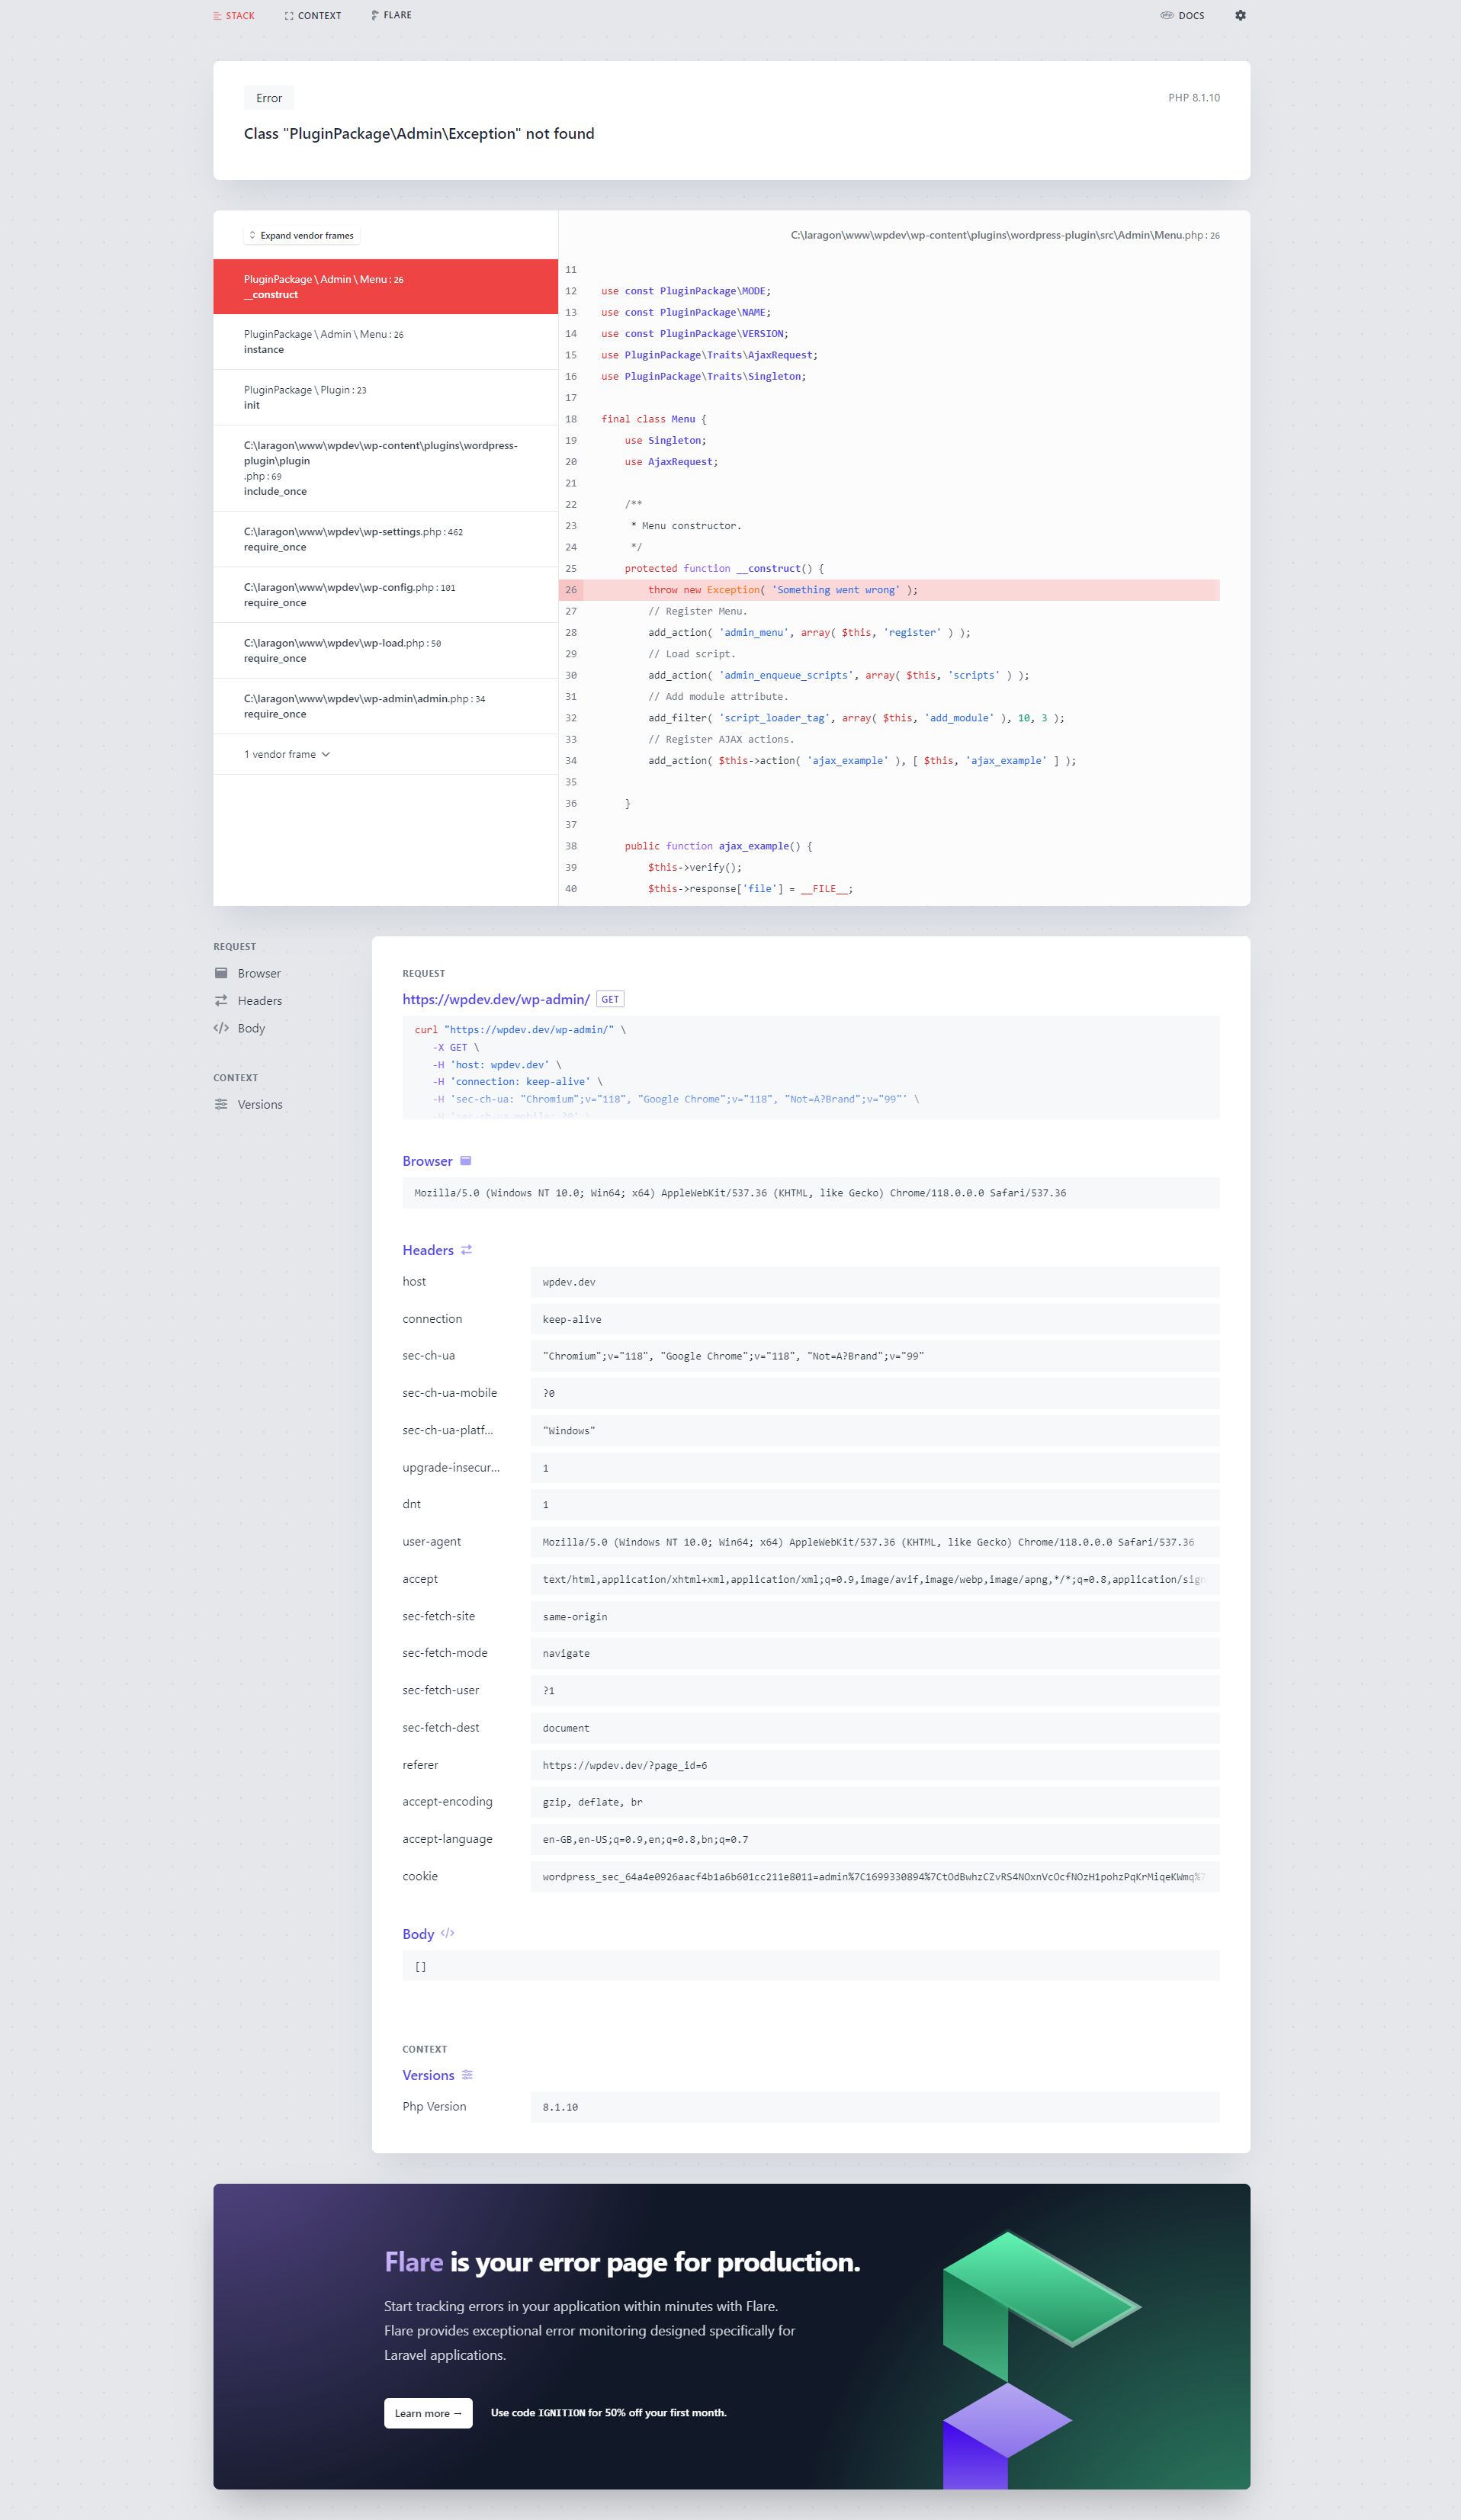 STACK
CONTEXT
FLARE
DOCS
Error
PHP 8.1.10
Class "PluginPackage\Admin\Exception" not found
Expand vendor frames
C:\laragon\www\wpdev\wp-content\plugins\wordpress-plugin\src\Admin\Menu.php : 26
PluginPackage \ Admin \ Menu : 26
__construct
PluginPackage \ Admin \ Menu : 26
instance
PluginPackage \ Plugin : 23
init
C:\laragon\www\wpdev\wp-content\plugins\wordpress-
plugin\plugin
.php : 69
include_once
C:\laragon\www\wpdev\wp-settings.php : 462
require_once
C:\laragon\www\wpdev\wp-config.php : 101
require_once
C:\laragon\www\wpdev\wp-load.php : 50
require_once
C:\laragon\www\wpdev\wp-admin\admin.php : 34
require_once
1 vendor frame
11
12 use const PluginPackage\MODE;
13 use const PluginPackage\NAME;
14 use const PluginPackage\VERSION;
15 use PluginPackage\Traits\AjaxRequest;
16 use PluginPackage\Traits\Singleton;
17
18 final class Menu {
19 use Singleton;
20 use AjaxRequest;
21
22 /**
23 * Menu constructor.
24 */
25 protected function __construct() {
26 throw new Exception( 'Something went wrong' );
27 // Register Menu.
28 add_action( 'admin_menu', array( $this, 'register' ) );
29 // Load script.
30 add_action( 'admin_enqueue_scripts', array( $this, 'scripts' ) );
31 // Add module attribute.
32 add_filter( 'script_loader_tag', array( $this, 'add_module' ), 10, 3 );
33 // Register AJAX actions.
34 add_action( $this->action( 'ajax_example' ), [ $this, 'ajax_example' ] );
35
36 }
37
38 public function ajax_example() {
39 $this->verify();
40 $this->response['file'] = __FILE__;
REQUEST
Browser
Headers
Body
CONTEXT
Versions
REQUEST
https://wpdev.dev/wp-admin/ GET
curl "https://wpdev.dev/wp-admin/" \
-X GET \
-H 'host: wpdev.dev' \
-H 'connection: keep-alive' \
-H 'sec-ch-ua: "Chromium";v="118", "Google Chrome";v="118", "Not=A?Brand";v="99"' \
-H 'sec-ch-ua-mobile: ?0' \
Browser
Mozilla/5.0 (Windows NT 10.0; Win64; x64) AppleWebKit/537.36 (KHTML, like Gecko) Chrome/118.0.0.0 Safari/537.36
Headers
host wpdev.dev
connection keep-alive
sec-ch-ua "Chromium";v="118", "Google Chrome";v="118", "Not=A?Brand";v="99"
sec-ch-ua-mobile ?0
sec-ch-ua-platf... "Windows"
upgrade-insecur... 1
dnt 1
user-agent Mozilla/5.0 (Windows NT 10.0; Win64; x64) AppleWebKit/537.36 (KHTML, like Gecko) Chrome/118.0.0.0 Safari/537.36
accept text/html,application/xhtml+xml,application/xml;q=0.9,image/avif,image/webp,image/apng,*/*;q=0.8,application/sign
sec-fetch-site same-origin
sec-fetch-mode navigate
sec-fetch-user ?1
sec-fetch-dest document
referer https://wpdev.dev/?page_id=6
accept-encoding gzip, deflate, br
accept-language en-GB,en-US;q=0.9,en;q=0.8,bn;q=0.7
cookie wordpress_sec_64a4e0926aacf4b1a6b601cc211e8011=admin%7C1699330894%7CtOdBwhzCZvRS4NOxnVcOcfNOzH1pohzPqKrMiqeKWmq%7
Body
[]
CONTEXT
Versions
Php Version 8.1.10
Flare is your error page for production.
Start tracking errors in your application within minutes with Flare.
Flare provides exceptional error monitoring designed specifically for
Laravel applications.
Learn more →
Use code IGNITION for 50% off your first month.